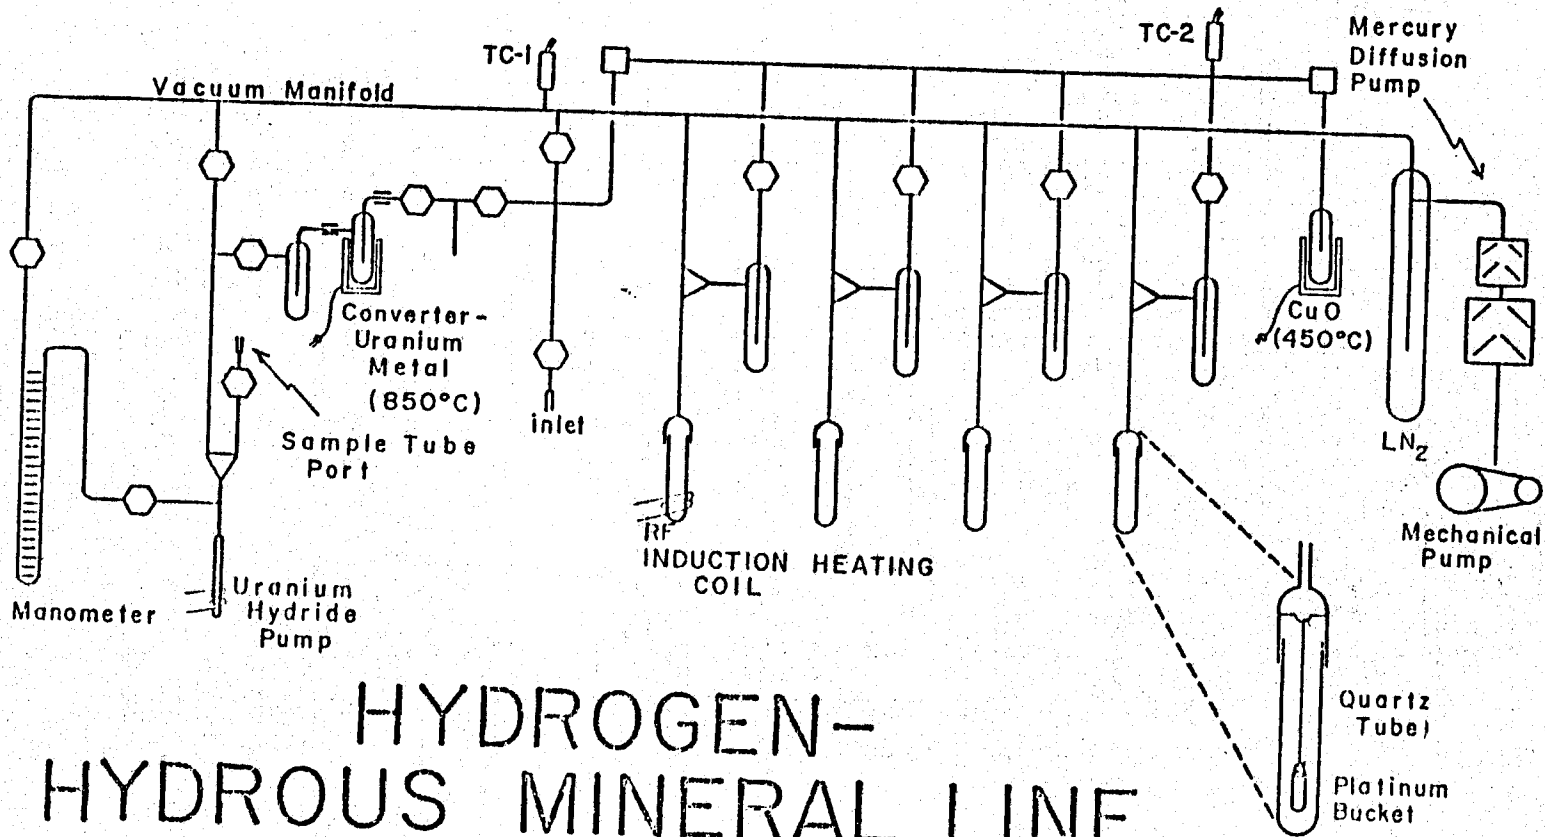 TC-1
TC-2
Mercury
Diffusion
Pump
Vacuum Manifold
Converter-
Uranium
Metal
(850°C)
CuO
(450°C)
inlet
Sample Tube
Port
LN2
RF
INDUCTION HEATING
COIL
Mechanical
Pump
Manometer
Uranium
Hydride
Pump
Quartz
Tube)
Platinum
Bucket
HYDROGEN-
HYDROUS MINERAL LINE